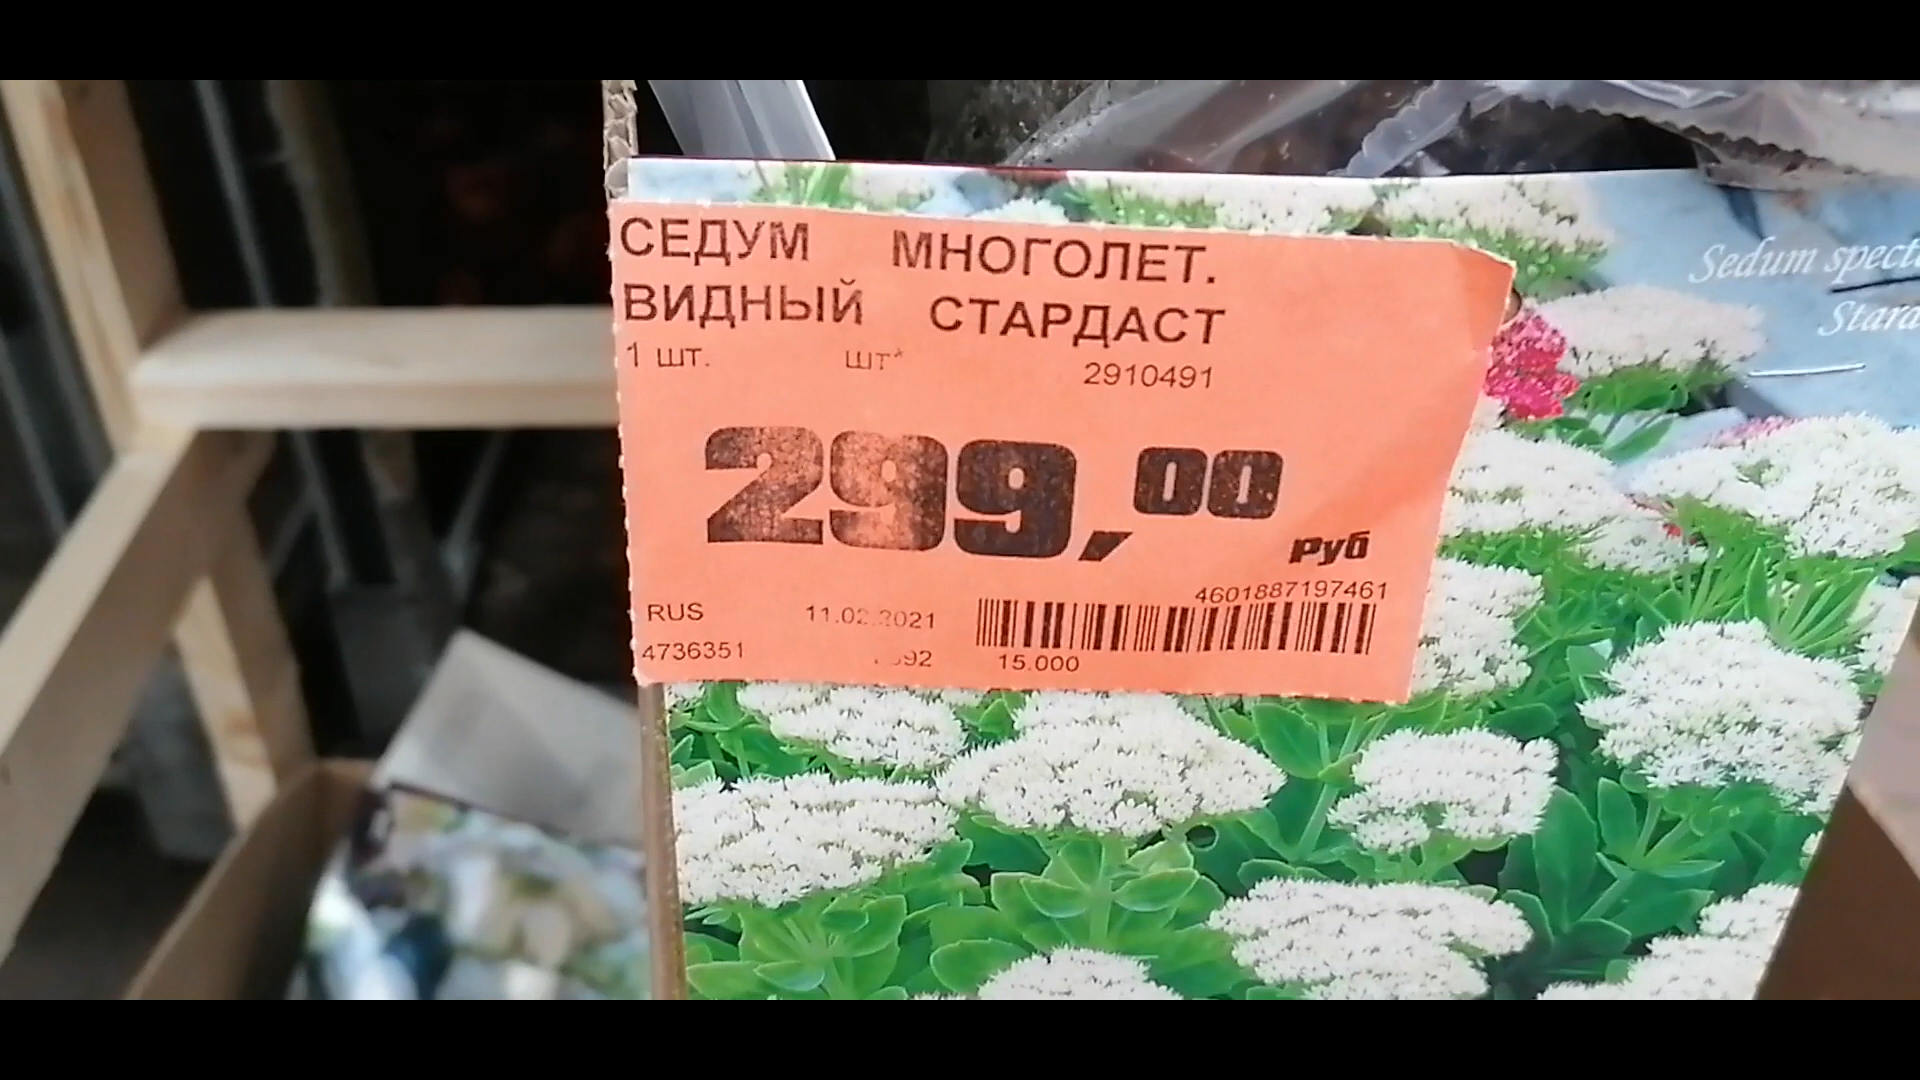 СЕДУМ МНОГОЛЕТ.
ВИДНЫЙ СТАРДАСТ
1 шт. шт* 2910491
299,00
руб
4601887197461
RUS 11.02.2021
4736351 15.000
Sedum